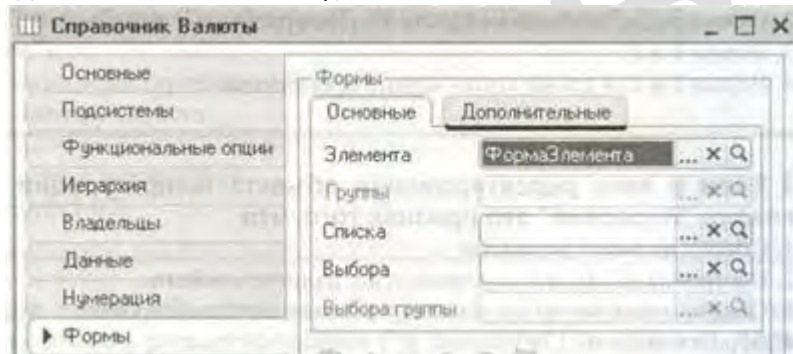 Справочник Валюты
Основные
Подсистемы
Функциональные опции
Иерархия
Владельцы
Данные
Нумерация
Формы
Формы
Основные
Дополнительные
Элемента
ФормаЭлемента
Группы
Списка
Выбора
Выбора группы